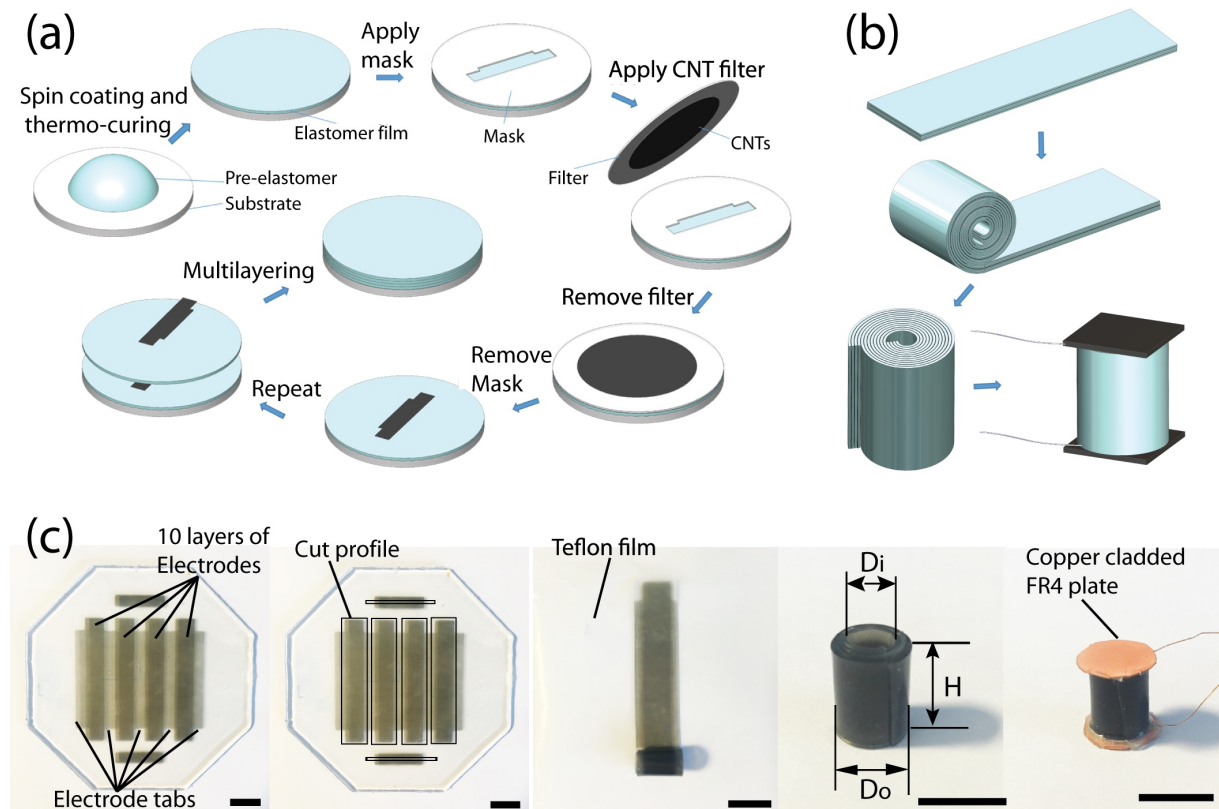 (a)
Apply
mask
Spin coating and
thermo-curing
Elastomer film
Mask
Apply CNT filter
CNTs
Filter
Pre-elastomer
Substrate
Multilayering
Remove filter
Remove
Mask
Repeat
(b)
(c)
10 layers of
Electrodes
Electrode tabs
Cut profile
Teflon film
Di
H
Do
Copper cladded
FR4 plate